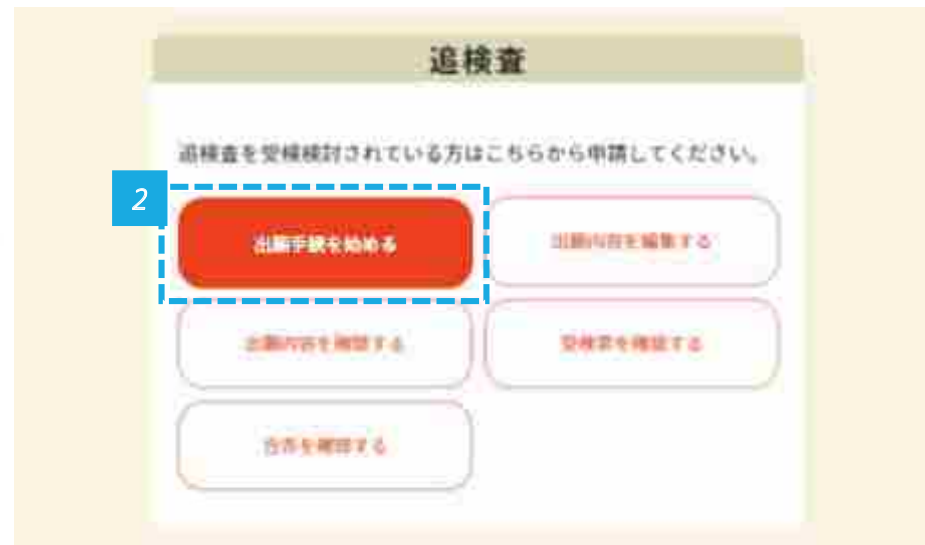 追検査
追検査を受検検討されている方はこちらから申請してください。
2
出願手続を始める
出願内容を編集する
出願内容を確認する
受検票を確認する
合否を確認する